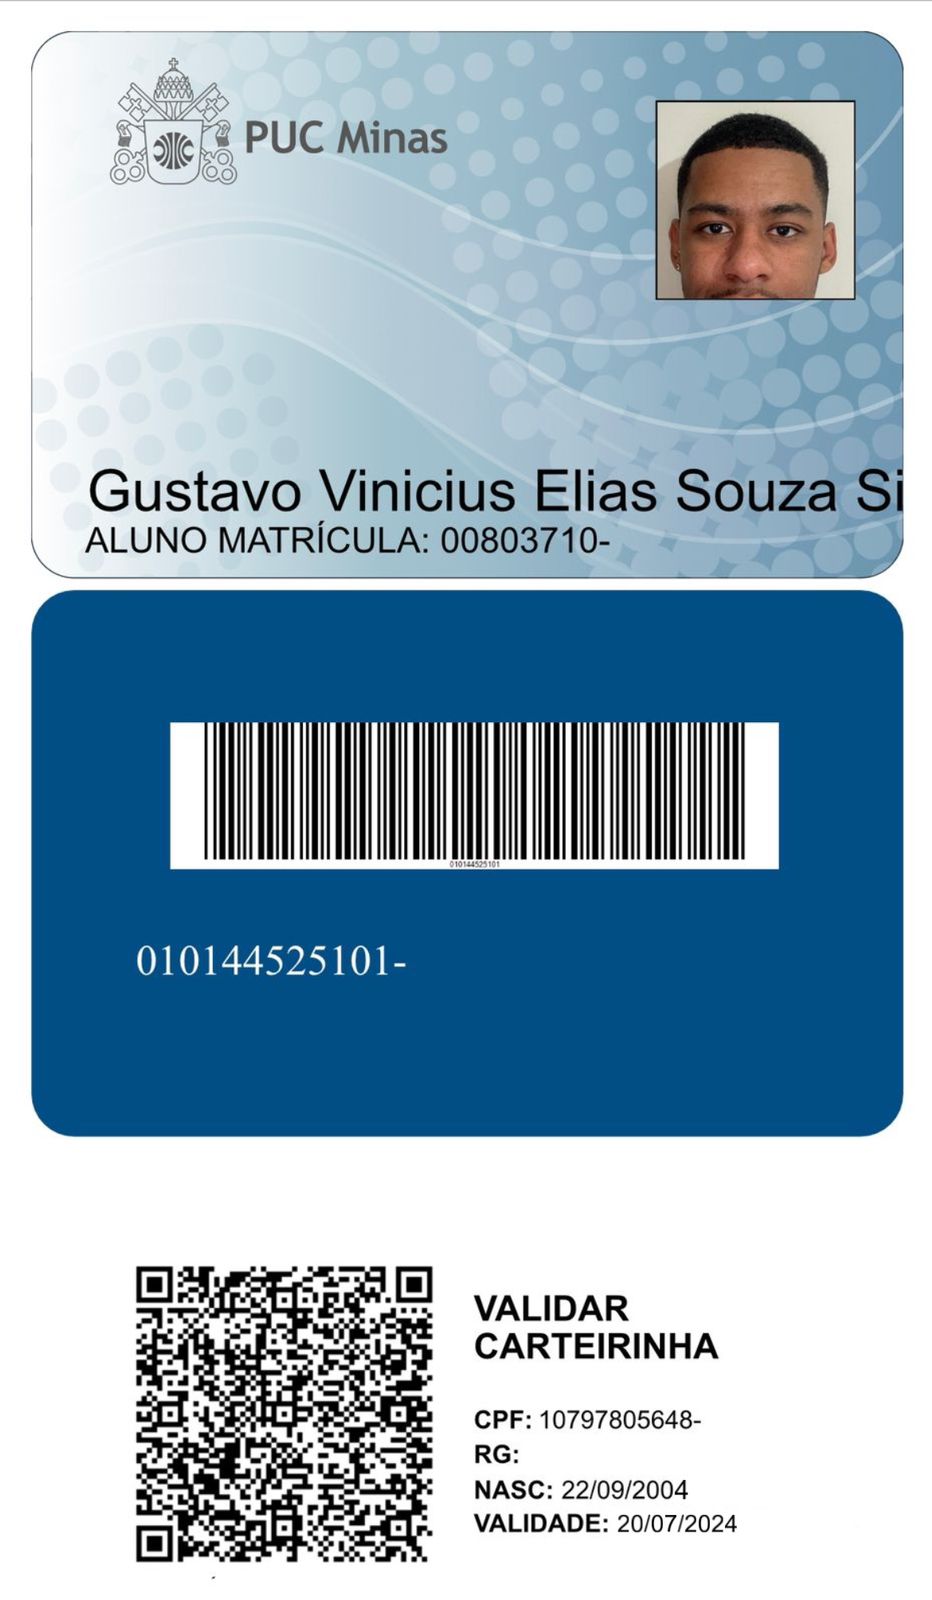 PUC Minas
Gustavo Vinicius Elias Souza Si
ALUNO MATRÍCULA: 00803710-
010144525101
010144525101-
VALIDAR
CARTEIRINHA
CPF: 10797805648-
RG:
NASC: 22/09/2004
VALIDADE: 20/07/2024